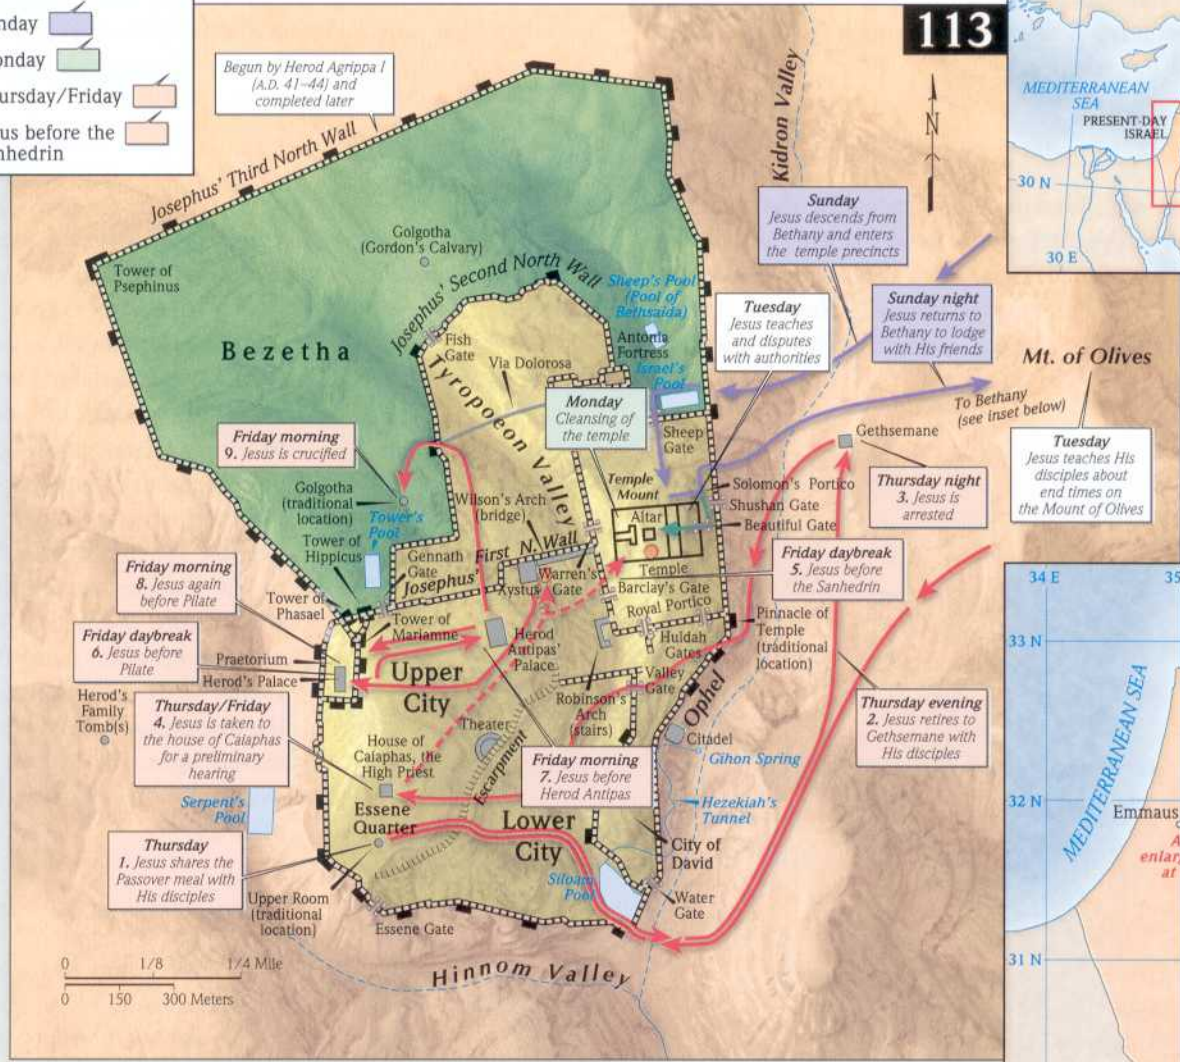 nday
onday
ursday/Friday
us before the
nhedrin
113
Begun by Herod Agrippa I
(A.D. 41–44) and
completed later
Josephus' Third North Wall
Kidron Valley
N
MEDITERRANEAN
SEA
PRESENT-DAY
ISRAEL
30 N
30 E
Sunday
Jesus descends from
Bethany and enters
the temple precincts
Golgotha
(Gordon's Calvary)
Tower of
Psephinus
Josephus' Second North Wall
Sheep's Pool
(Pool of
Bethsaida)
Tuesday
Jesus teaches
and disputes
with authorities
Sunday night
Jesus returns to
Bethany to lodge
with His friends
Mt. of Olives
Bezetha
Fish
Gate
Antonia
Fortress
Israel's
Pool
Via Dolorosa
Tyropoeon Valley
Monday
Cleansing of
the temple
To Bethany
(see inset below)
Sheep
Gate
Gethsemane
Tuesday
Jesus teaches His
disciples about
end times on
the Mount of Olives
Friday morning
9. Jesus is crucified
Thursday night
3. Jesus is
arrested
Golgotha
(traditional
location)
Tower's
Pool
Wilson's Arch
(bridge)
Temple
Mount
Solomon's Portico
Shushan Gate
Beautiful Gate
Altar
Tower of
Hippicus
Gennath
Gate
Josephus' First N. Wall
Friday daybreak
5. Jesus before
the Sanhedrin
Friday morning
8. Jesus again
before Pilate
Xystus
Warren's
Gate
Temple
Barclay's Gate
Royal Portico
Tower of
Phasael
Tower of
Mariamne
Herod
Antipas'
Palace
Huldah
Gates
Pinnacle of
Temple
(traditional
location)
Friday daybreak
6. Jesus before
Pilate
Praetorium
Herod's Palace
Upper
City
Valley
Gate
Robinson's
Arch
(stairs)
Ophel
Herod's
Family
Tomb(s)
Thursday/Friday
4. Jesus is taken to
the house of Caiaphas
for a preliminary
hearing
Thursday evening
2. Jesus retires to
Gethsemane with
His disciples
Theater
House of
Caiaphas, the
High Priest
Escarpment
Citadel
Gihon Spring
Friday morning
7. Jesus before
Herod Antipas
Serpent's
Pool
Essene
Quarter
Lower
City
Hezekiah's
Tunnel
Thursday
1. Jesus shares the
Passover meal with
His disciples
City of
David
Siloam
Pool
Water
Gate
Upper Room
(traditional
location)
Essene Gate
Hinnom Valley
0 1/8 1/4 Mile
0 150 300 Meters
34 E
35
33 N
MEDITERRANEAN SEA
32 N
Emmaus
A
enlar
at
31 N